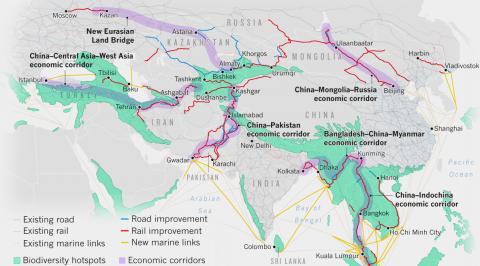 Moscow
Kazan
RUSSIA
New Eurasian
Land Bridge
Astana
KAZAKHSTAN
Ulaanbaatar
Harbin
Vladivostok
China–Central Asia–West Asia
economic corridor
Khorgos
Almaty
MONGOLIA
Istanbul
Tbilisi
Tashkent
Bishkek
Urumqi
TURKEY
Baku
Ashgabat
Dushanbe
Kashgar
Beijing
Tehran
China–Mongolia–Russia
economic corridor
IRAN
Islamabad
CHINA
China–Pakistan
economic corridor
Bangladesh–China–Myanmar
economic corridor
Shanghai
New Delhi
Gwadar
Karachi
PAKISTAN
Kunming
Pacific
Ocean
Kolkata
Dhaka
Hanoi
INDIA
Arabian
Sea
China–Indochina
economic corridor
Bay of
Bengal
Bangkok
Ho Chi Minh City
Colombo
SRI LANKA
Kuala Lumpur
Existing road
Road improvement
Existing rail
Rail improvement
Existing marine links
New marine links
Biodiversity hotspots
Economic corridors